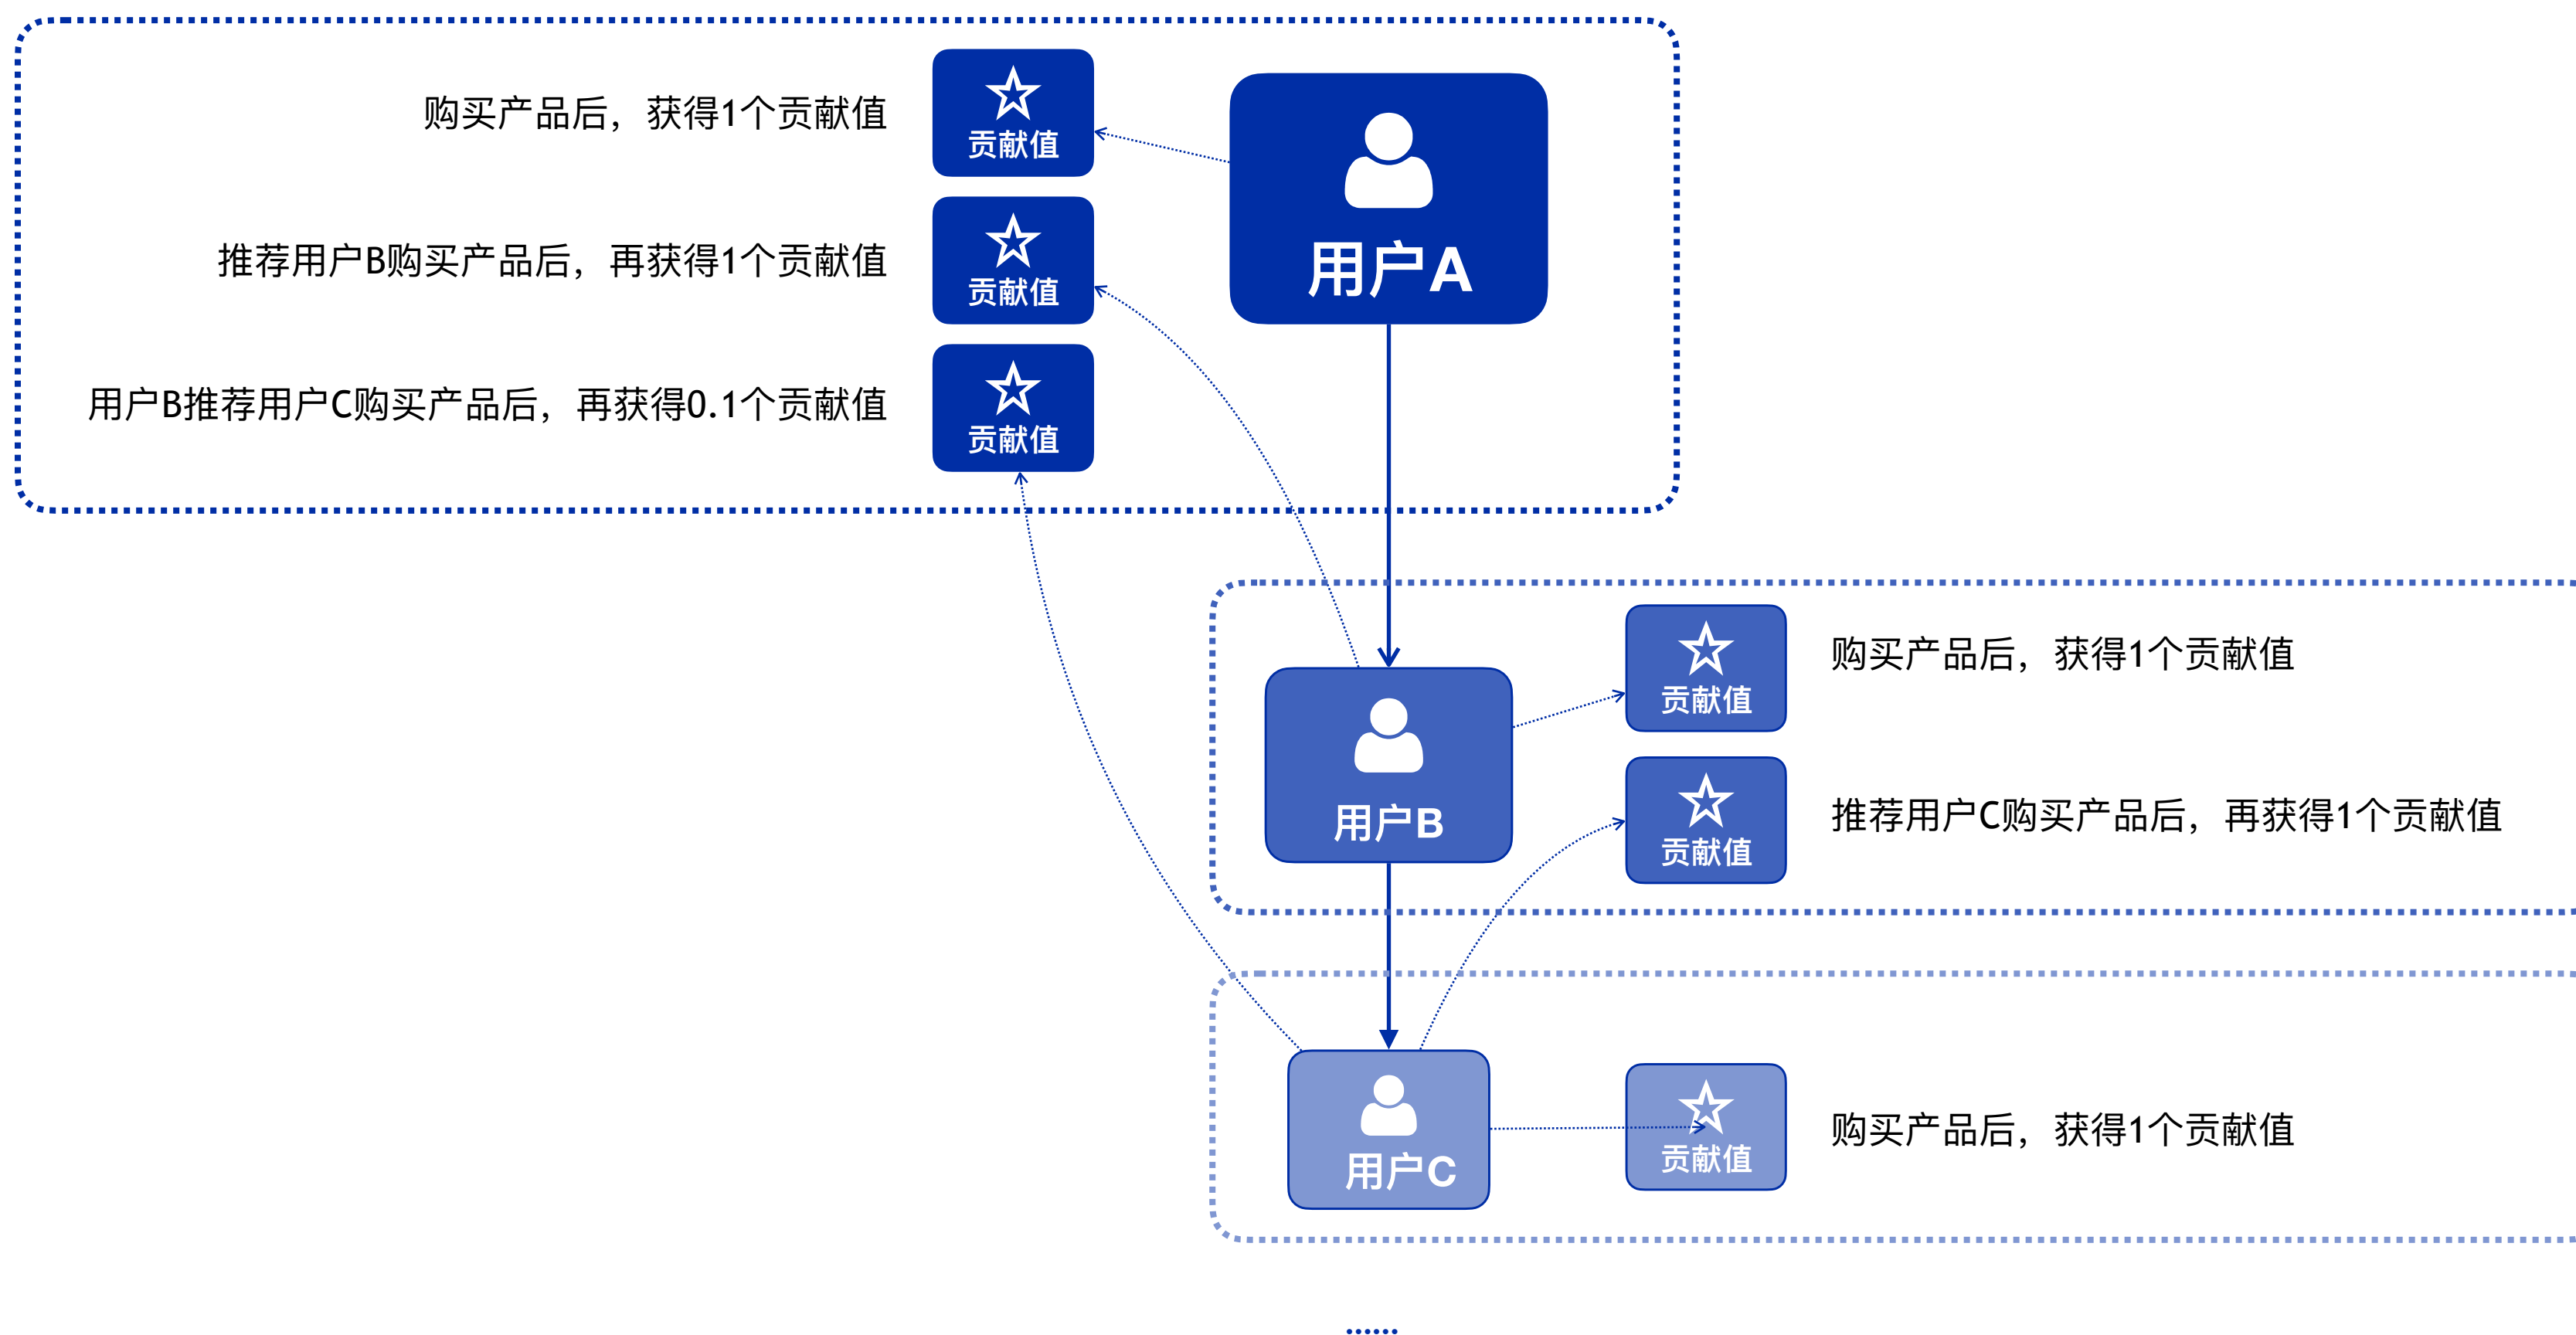 购买产品后，获得1个贡献值
贡献值
用户A
推荐用户B购买产品后，再获得1个贡献值
贡献值
用户B推荐用户C购买产品后，再获得0.1个贡献值
贡献值
用户B
贡献值
购买产品后，获得1个贡献值
贡献值
推荐用户C购买产品后，再获得1个贡献值
用户C
贡献值
购买产品后，获得1个贡献值
……